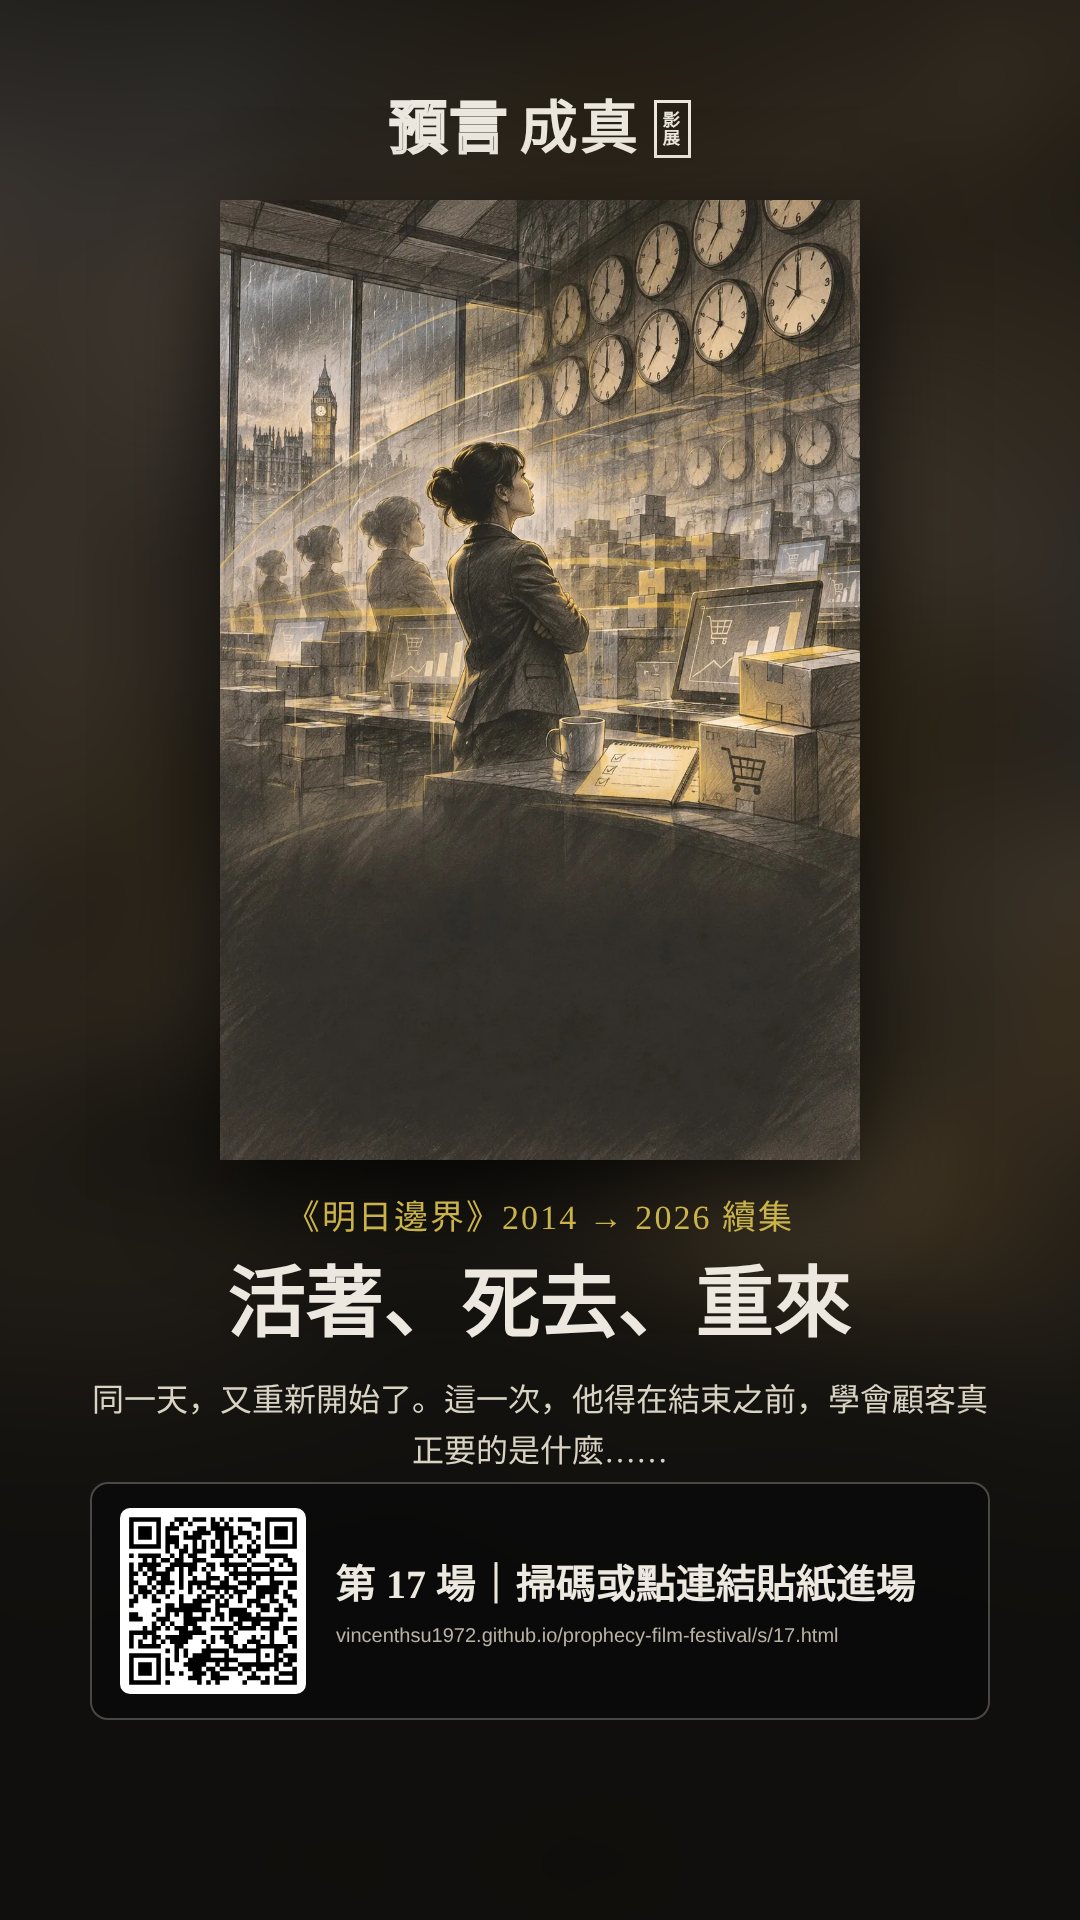 預言成真 影展
《明日邊界》2014 → 2026 續集
活著、死去、重來
同一天，又重新開始了。這一次，他得在結束之前，學會顧客真
正要的是什麼……
第 17 場｜掃碼或點連結貼紙進場
vincenthsu1972.github.io/prophecy-film-festival/s/17.html